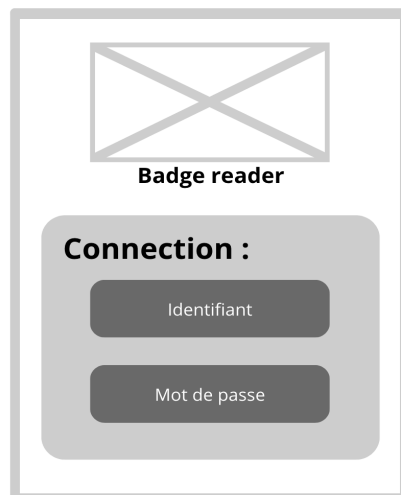 Badge reader
Connection :
Identifiant
Mot de passe